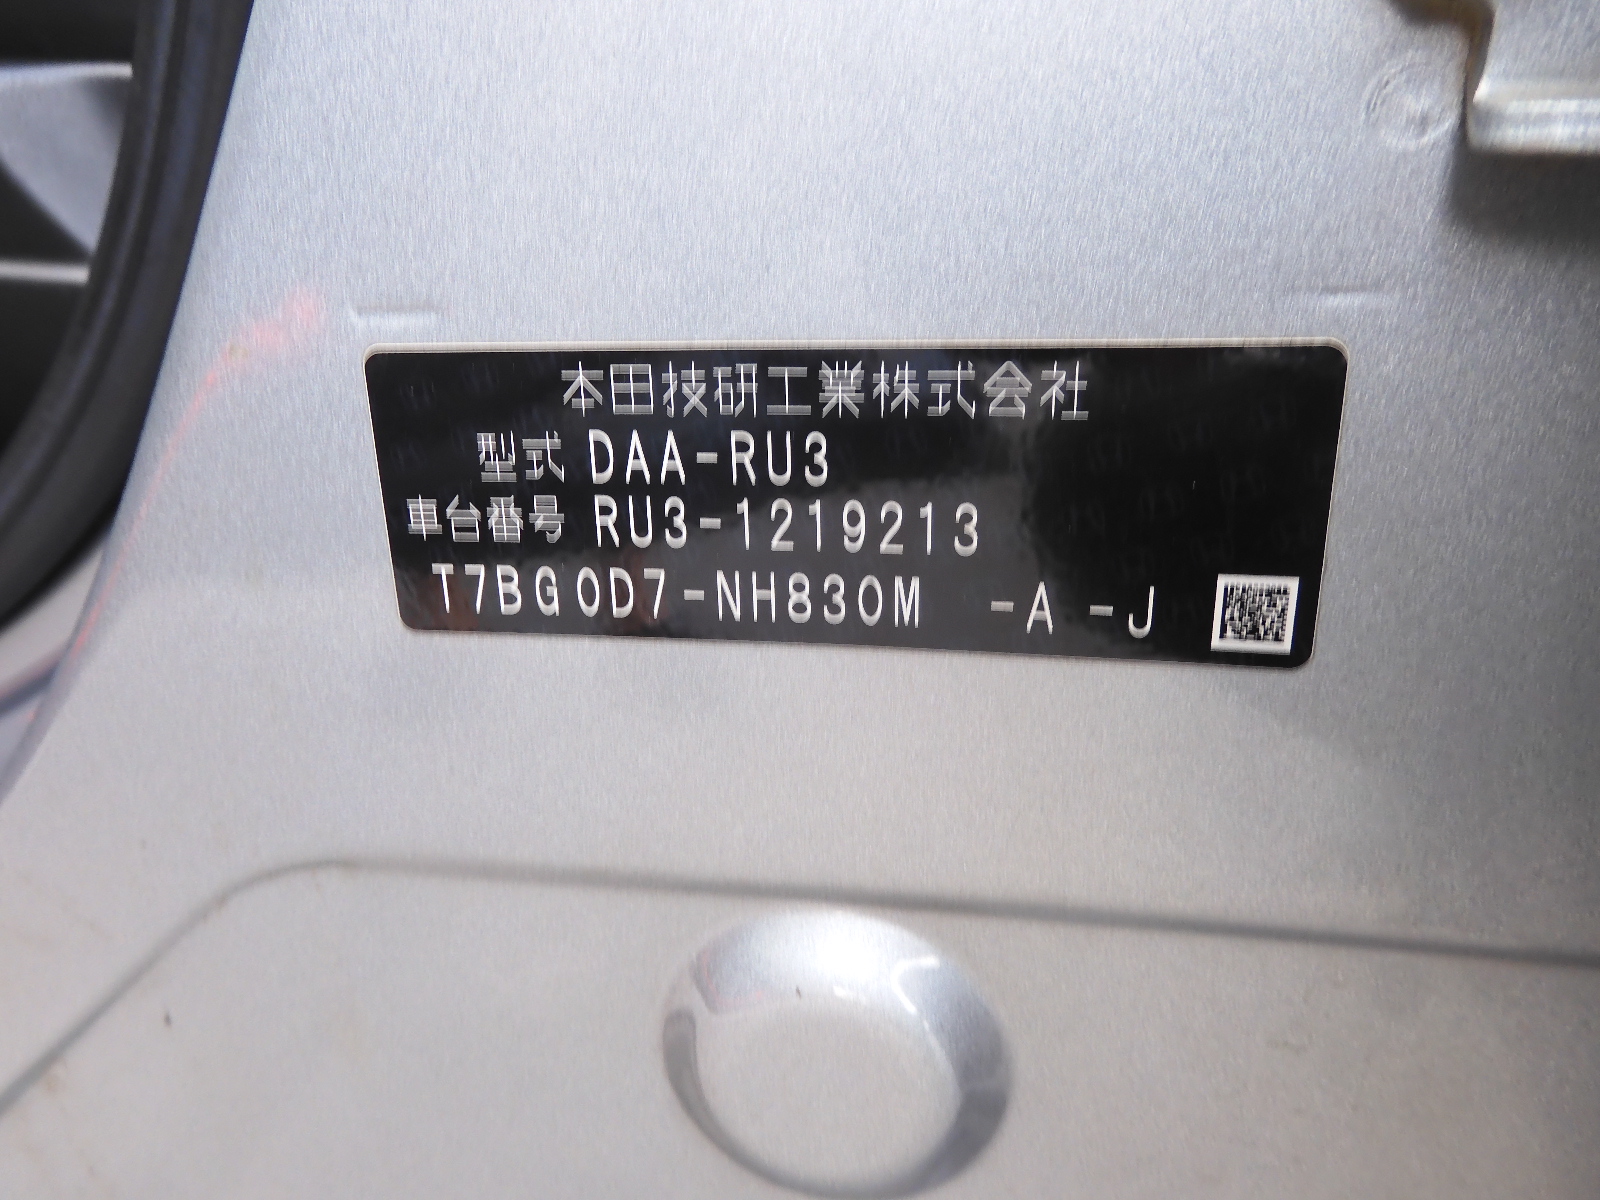 本田技研工業株式会社
型式 DAA-RU3
車台番号 RU3-1219213
T7BG0D7-NH830M -A -J